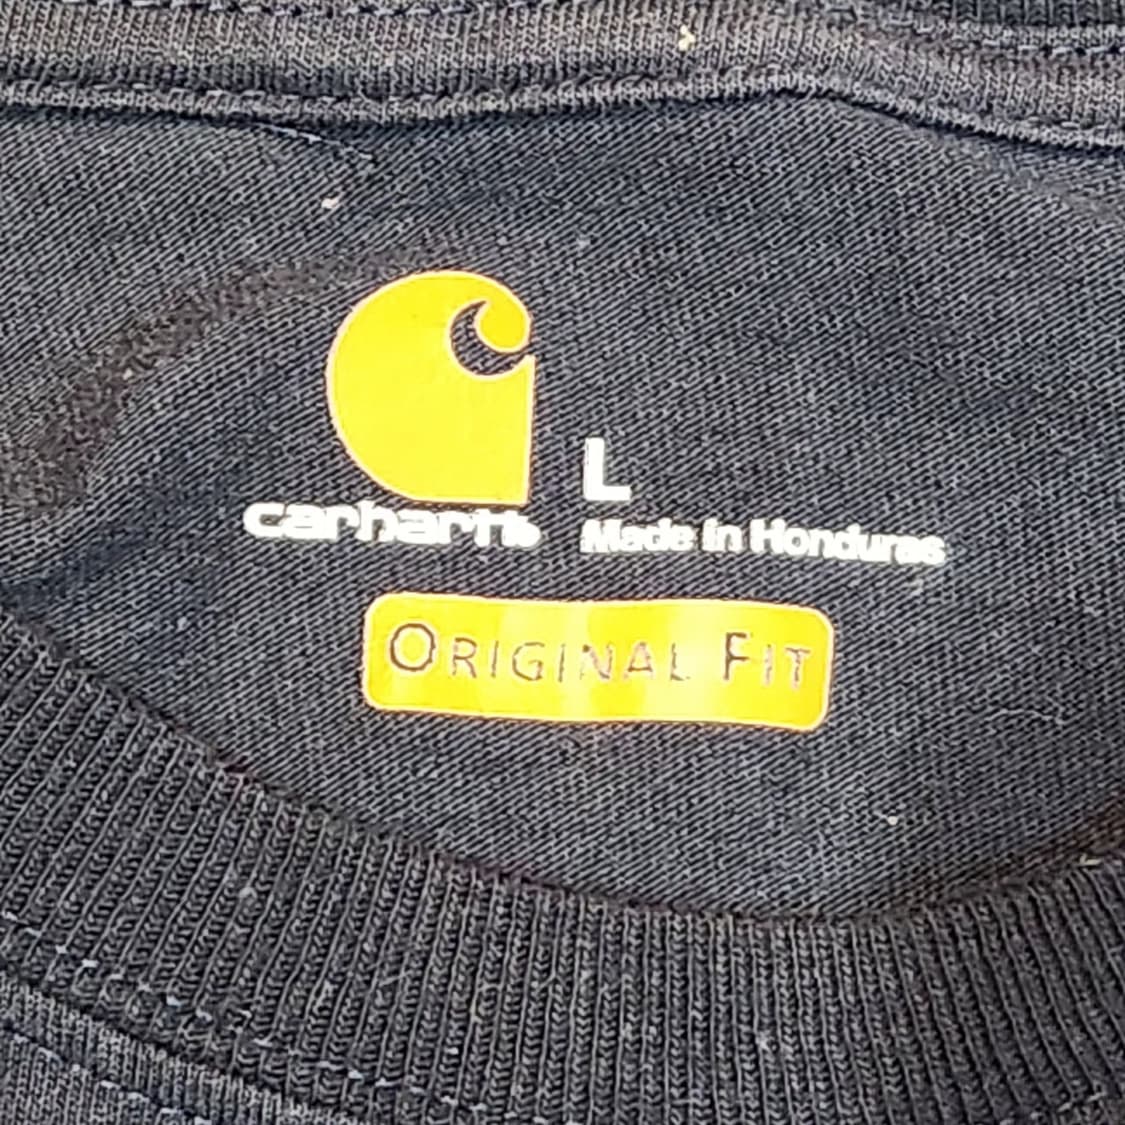 L
carhartt
Made in Honduras
ORIGINAL FIT